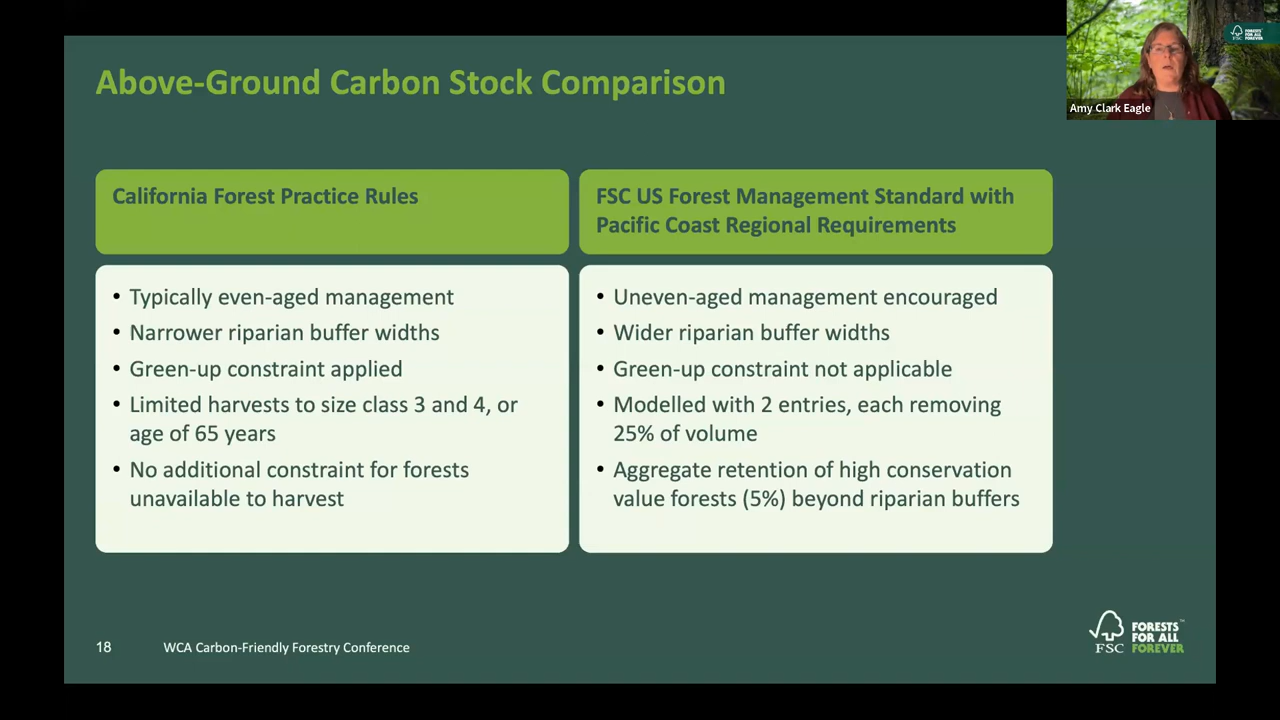 Above-Ground Carbon Stock Comparison
FSC
FORESTS
FOR ALL
FOREVER
Amy Clark Eagle
California Forest Practice Rules
• Typically even-aged management
• Narrower riparian buffer widths
• Green-up constraint applied
• Limited harvests to size class 3 and 4, or
age of 65 years
• No additional constraint for forests
unavailable to harvest
FSC US Forest Management Standard with
Pacific Coast Regional Requirements
• Uneven-aged management encouraged
• Wider riparian buffer widths
• Green-up constraint not applicable
• Modelled with 2 entries, each removing
25% of volume
• Aggregate retention of high conservation
value forests (5%) beyond riparian buffers
18
WCA Carbon-Friendly Forestry Conference
FSC
FORESTS
FOR ALL
FOREVER